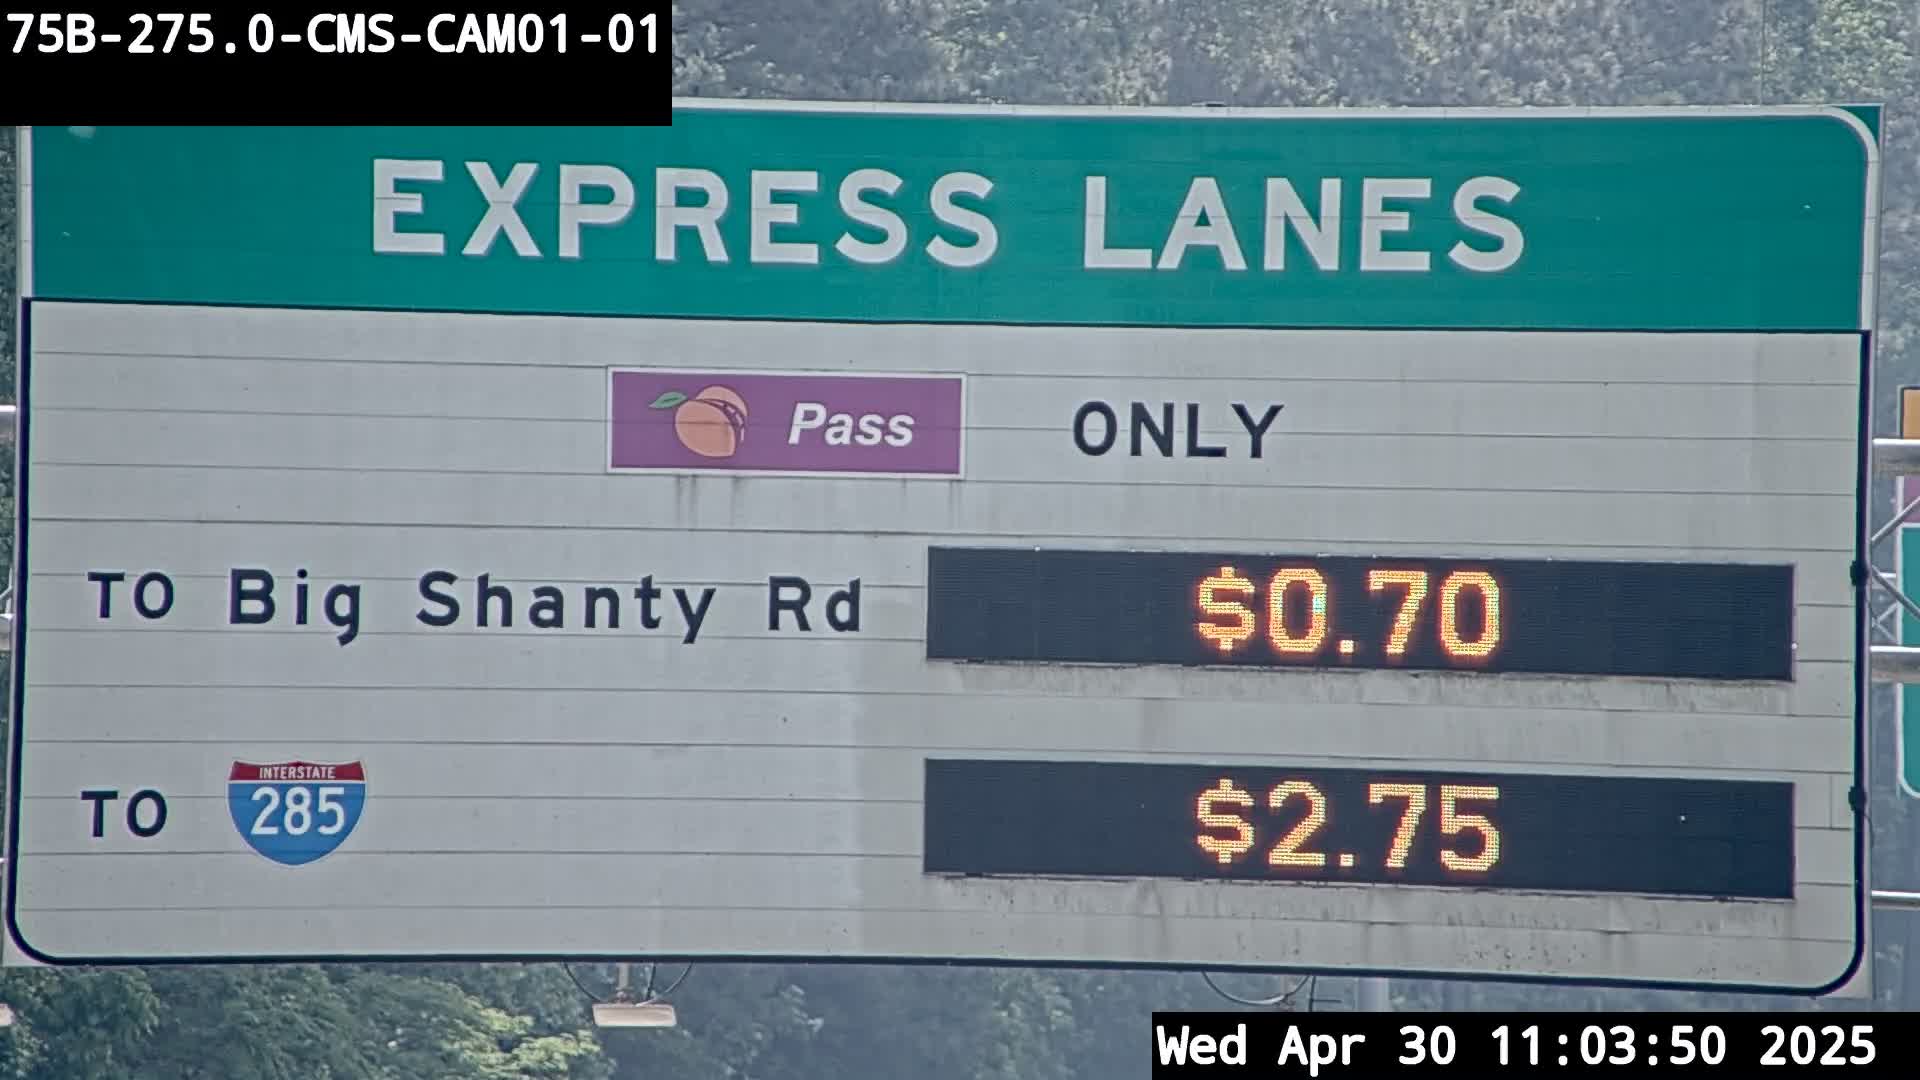 75B-275.0-CMS-CAM01-01
EXPRESS LANES
Pass ONLY
TO Big Shanty Rd $0.70
TO INTERSTATE 285 $2.75
Wed Apr 30 11:03:50 2025